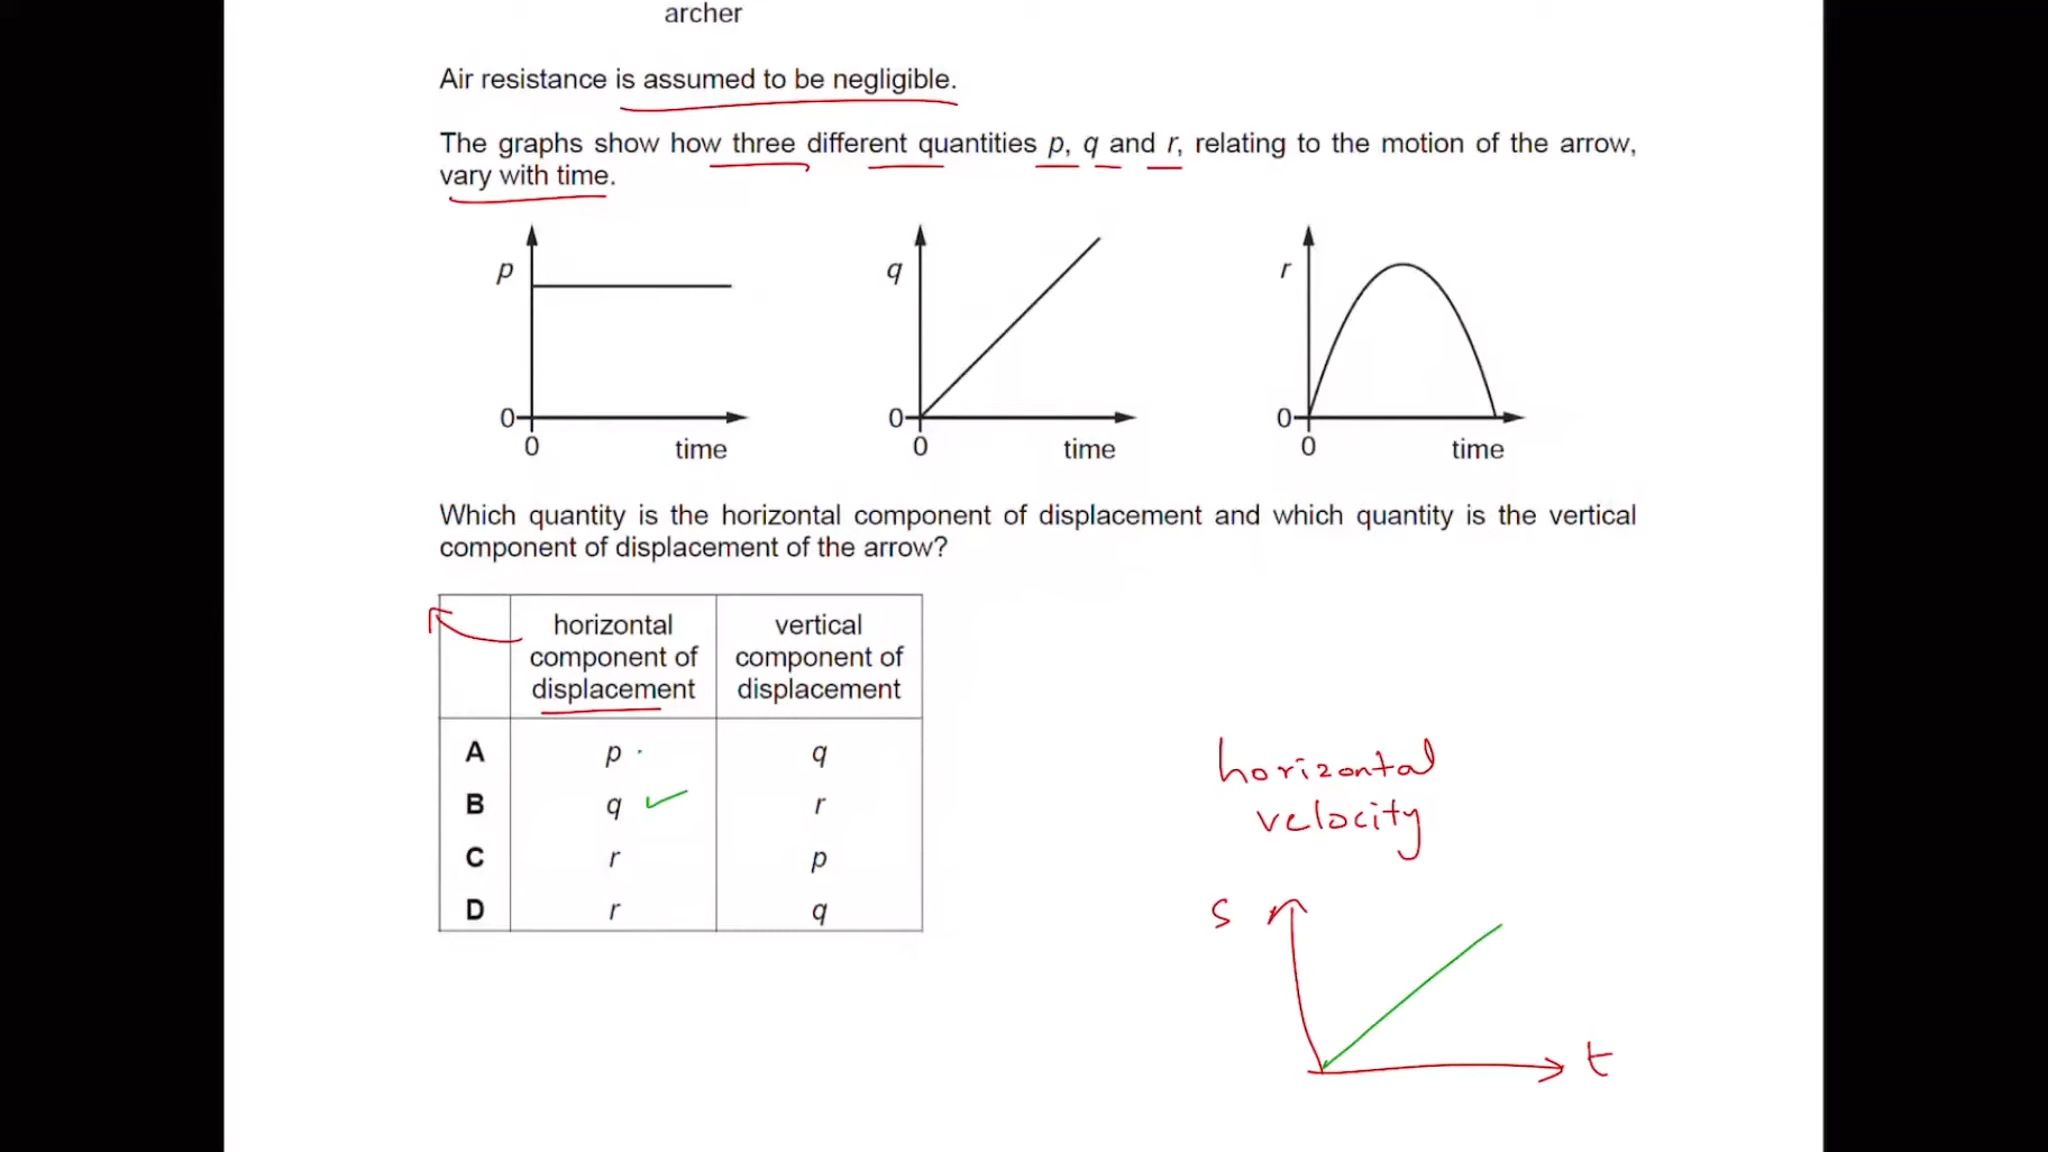 archer
Air resistance is assumed to be negligible.
The graphs show how three different quantities p, q and r, relating to the motion of the arrow,
vary with time.
p
0
0
time
q
0
0
time
r
0
0
time
Which quantity is the horizontal component of displacement and which quantity is the vertical
component of displacement of the arrow?
horizontal
component of
displacement
vertical
component of
displacement
A p q
B q r
C r p
D r q
horizontal
velocity
s
t